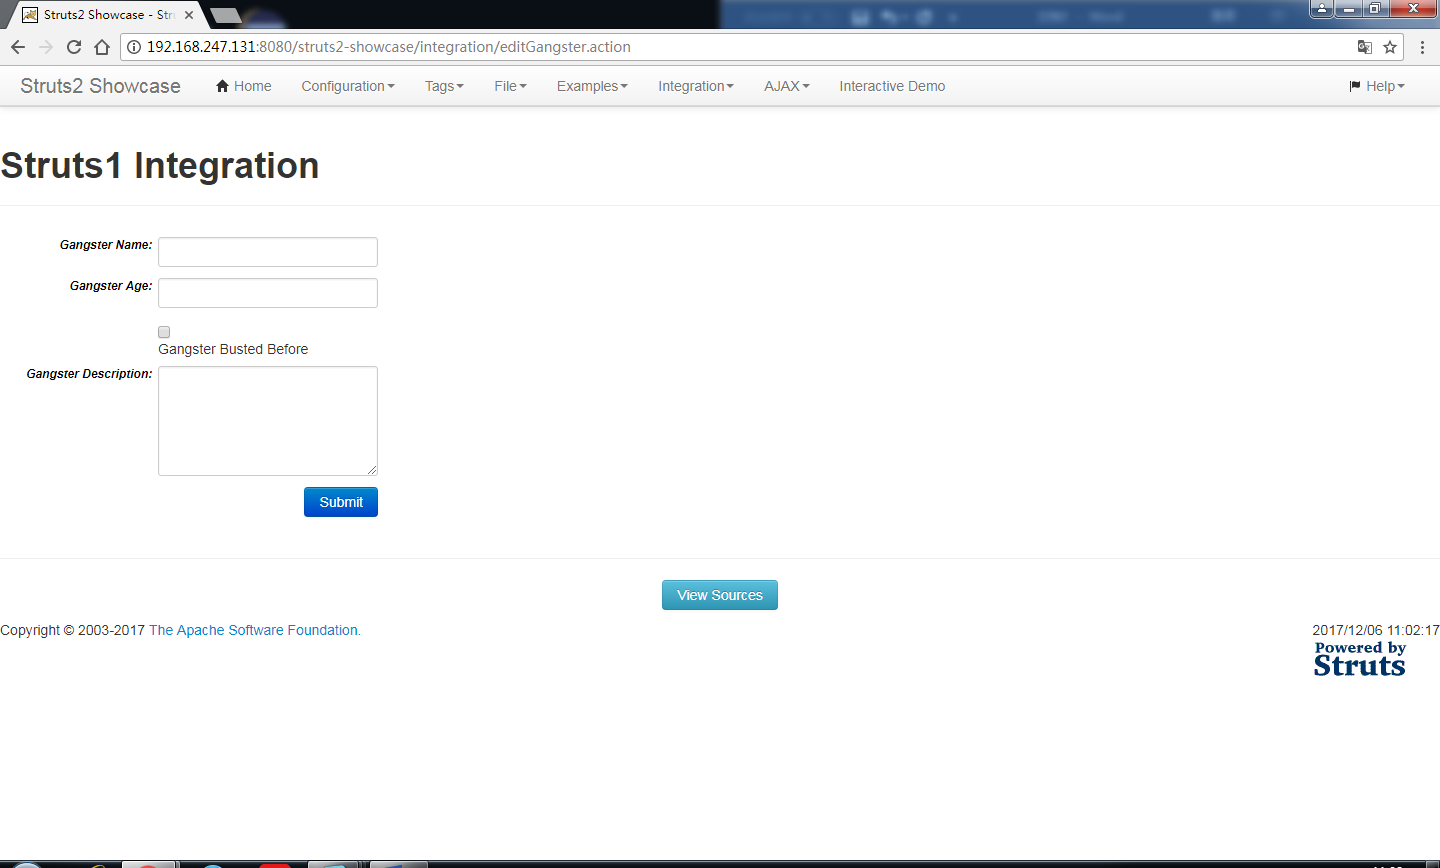 Struts2 Showcase - Stru
192.168.247.131:8080/struts2-showcase/integration/editGangster.action
Struts2 Showcase Home Configuration Tags File Examples Integration AJAX Interactive Demo Help
Struts1 Integration
Gangster Name:
Gangster Age:
Gangster Busted Before
Gangster Description:
Submit
View Sources
Copyright © 2003-2017 The Apache Software Foundation. 2017/12/06 11:02:17
Powered by
Struts